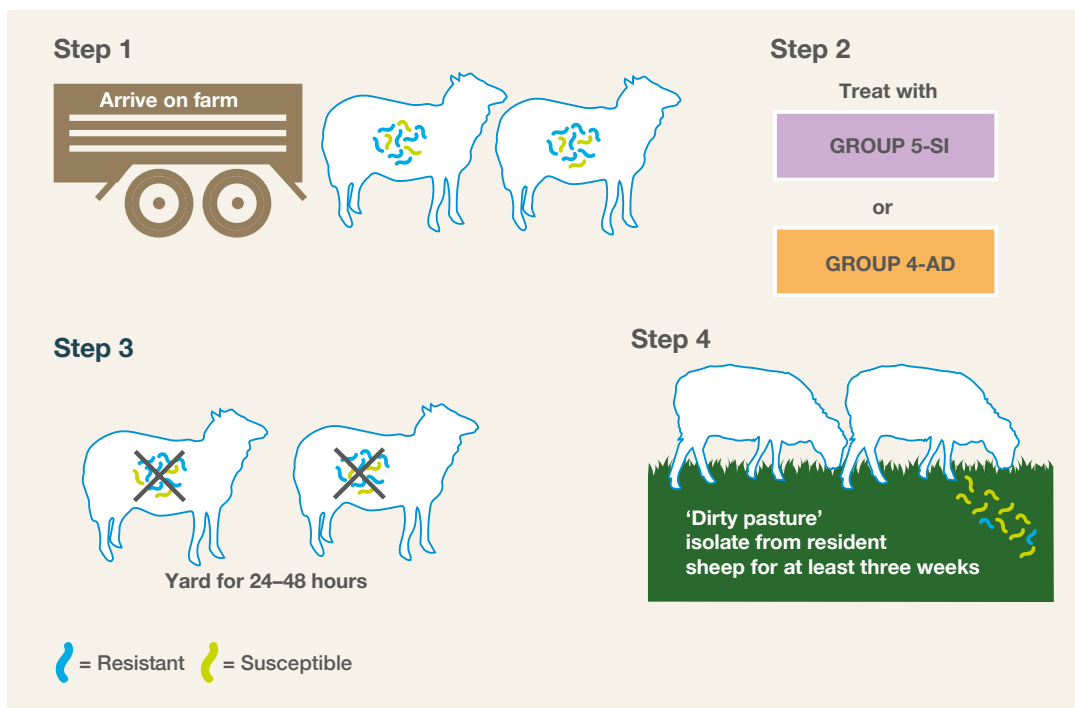 Step 1
Arrive on farm
Step 2
Treat with
GROUP 5-SI
or
GROUP 4-AD
Step 3
Yard for 24–48 hours
Step 4
‘Dirty pasture’
isolate from resident
sheep for at least three weeks
= Resistant
= Susceptible